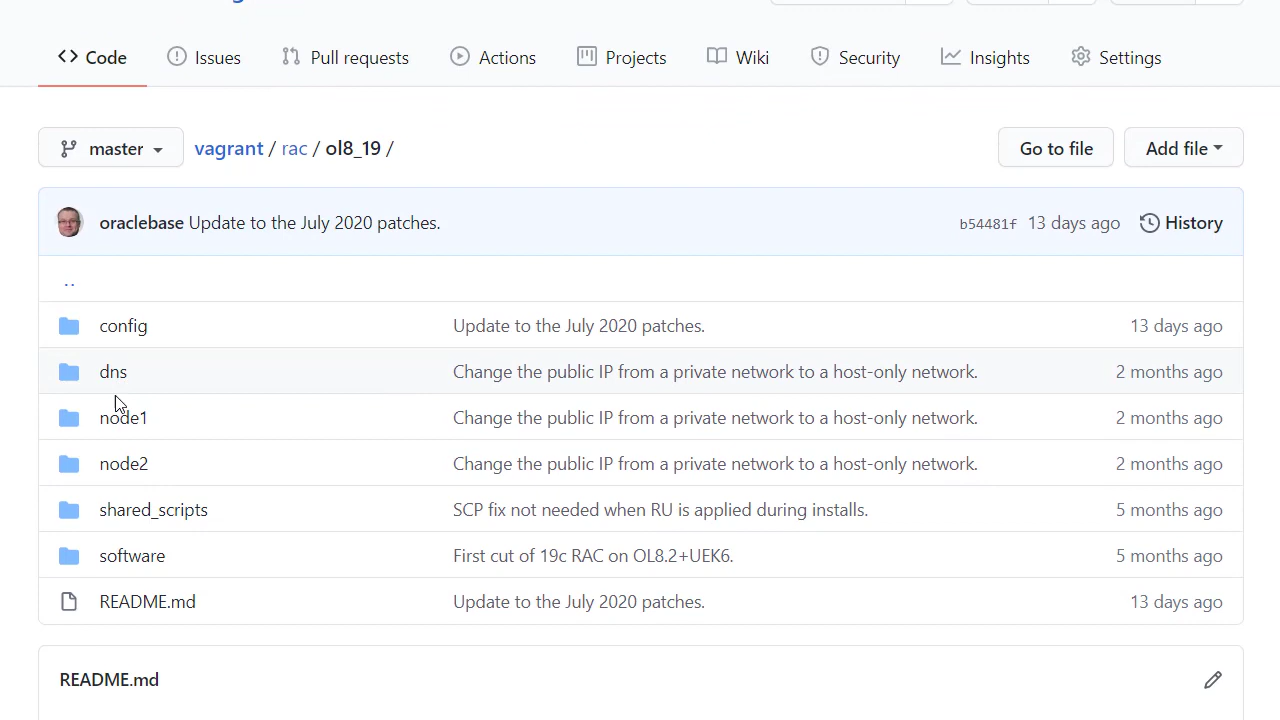 Code Issues Pull requests Actions Projects Wiki Security Insights Settings
master vagrant / rac / ol8_19 / Go to file Add file
oraclebase Update to the July 2020 patches. b54481f 13 days ago History
..
config Update to the July 2020 patches. 13 days ago
dns Change the public IP from a private network to a host-only network. 2 months ago
node1 Change the public IP from a private network to a host-only network. 2 months ago
node2 Change the public IP from a private network to a host-only network. 2 months ago
shared_scripts SCP fix not needed when RU is applied during installs. 5 months ago
software First cut of 19c RAC on OL8.2+UEK6. 5 months ago
README.md Update to the July 2020 patches. 13 days ago
README.md